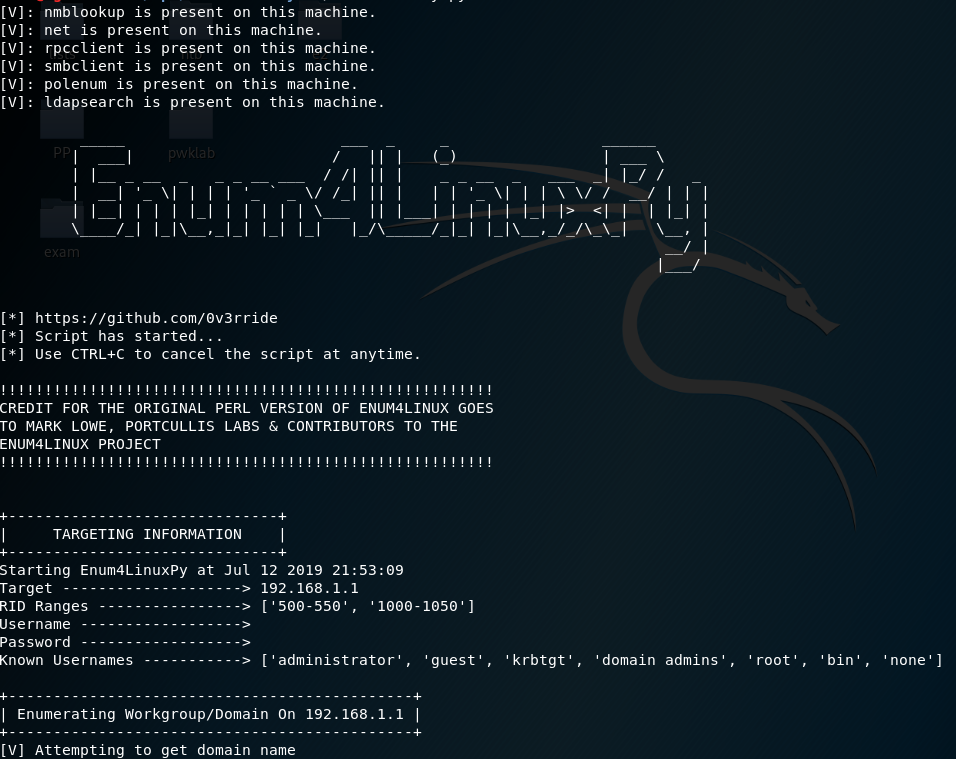 [V]: nmblookup is present on this machine.
[V]: net is present on this machine.
[V]: rpcclient is present on this machine.
[V]: smbclient is present on this machine.
[V]: polenum is present on this machine.
[V]: ldapsearch is present on this machine.
PP
pwklab
Enum4LinuxPy
exam
[*] https://github.com/0v3rride
[*] Script has started...
[*] Use CTRL+C to cancel the script at anytime.
!!!!!!!!!!!!!!!!!!!!!!!!!!!!!!!!!!!!!!!!!!!!!!!!!!!!!!!
CREDIT FOR THE ORIGINAL PERL VERSION OF ENUM4LINUX GOES
TO MARK LOWE, PORTCULLIS LABS & CONTRIBUTORS TO THE
ENUM4LINUX PROJECT
!!!!!!!!!!!!!!!!!!!!!!!!!!!!!!!!!!!!!!!!!!!!!!!!!!!!!!!
+------------------------------+
|     TARGETING INFORMATION    |
+------------------------------+
Starting Enum4LinuxPy at Jul 12 2019 21:53:09
Target --------------------> 192.168.1.1
RID Ranges ----------------> ['500-550', '1000-1050']
Username ------------------>
Password ------------------>
Known Usernames -----------> ['administrator', 'guest', 'krbtgt', 'domain admins', 'root', 'bin', 'none']
+---------------------------------------------+
| Enumerating Workgroup/Domain On 192.168.1.1 |
+---------------------------------------------+
[V] Attempting to get domain name